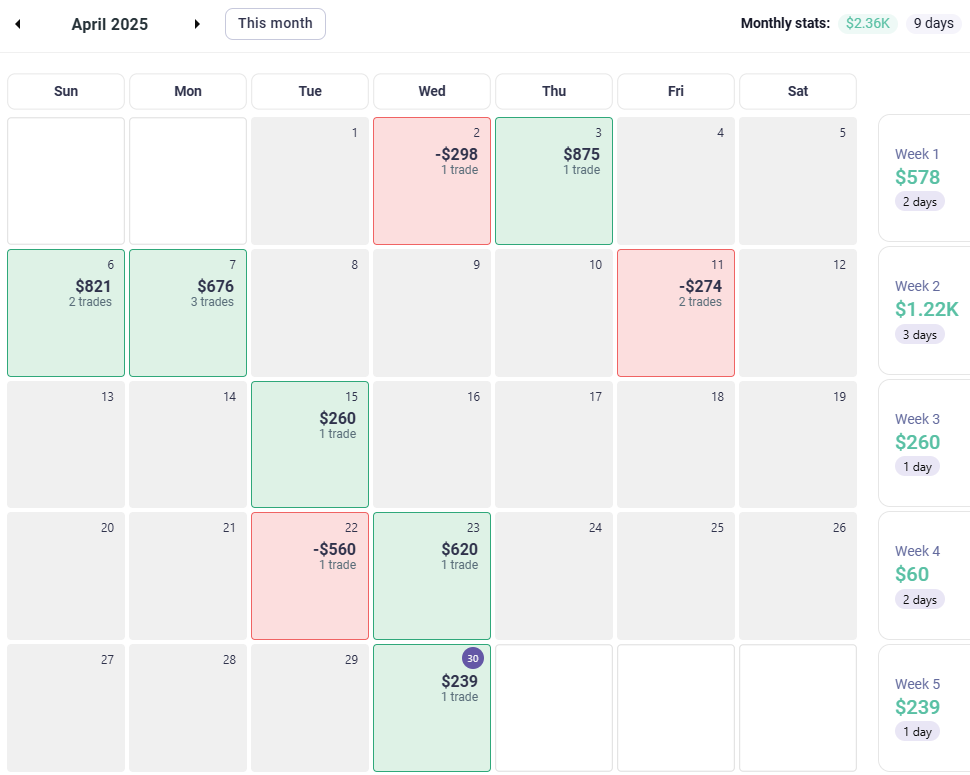 April 2025 This month Monthly stats: $2.36K 9 days
Sun Mon Tue Wed Thu Fri Sat
1 2 3 4 5
-$298 $875
1 trade 1 trade
Week 1
$578
2 days
6 7 8 9 10 11 12
$821 $676 -$274
2 trades 3 trades 2 trades
Week 2
$1.22K
3 days
13 14 15 16 17 18 19
$260
1 trade
Week 3
$260
1 day
20 21 22 23 24 25 26
-$560 $620
1 trade 1 trade
Week 4
$60
2 days
27 28 29 30
$239
1 trade
Week 5
$239
1 day